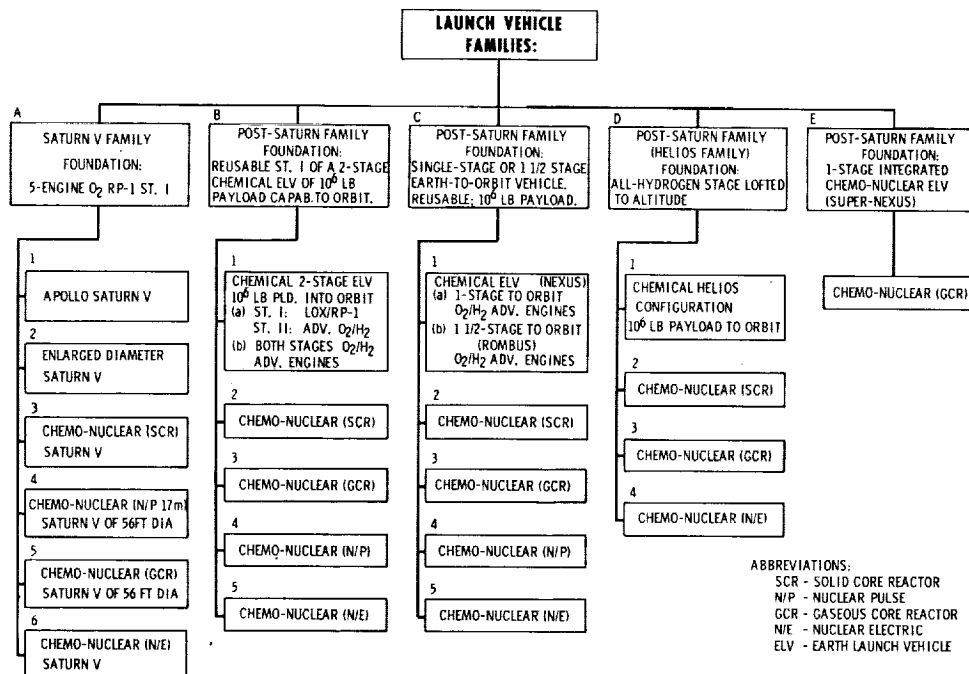 LAUNCH VEHICLE
FAMILIES:
A
SATURN V FAMILY
FOUNDATION:
5-ENGINE O₂ RP-1 ST. I
1
APOLLO SATURN V
2
ENLARGED DIAMETER
SATURN V
3
CHEMO-NUCLEAR (SCR)
SATURN V
4
CHEMO-NUCLEAR (N/P 17m)
SATURN V OF 56FT DIA
5
CHEMO-NUCLEAR (GCR)
SATURN V OF 56 FT DIA
6
CHEMO-NUCLEAR (N/E)
SATURN V
B
POST-SATURN FAMILY
FOUNDATION:
REUSABLE ST. I OF A 2-STAGE
CHEMICAL ELV OF 10⁶ LB
PAYLOAD CAPAB. TO ORBIT.
1
CHEMICAL 2-STAGE ELV
10⁶ LB PLD. INTO ORBIT
(a) ST. I: LOX/RP-1
ST. II: ADV. O₂/H₂
(b) BOTH STAGES O₂/H₂
ADV. ENGINES
2
CHEMO-NUCLEAR (SCR)
3
CHEMO-NUCLEAR (GCR)
4
CHEMO-NUCLEAR (N/P)
5
CHEMO-NUCLEAR (N/E)
C
POST-SATURN FAMILY
FOUNDATION:
SINGLE-STAGE OR 1 1/2 STAGE
EARTH-TO-ORBIT VEHICLE.
REUSABLE; 10⁶ LB PAYLOAD.
1
CHEMICAL ELV (NEXUS)
(a) 1-STAGE TO ORBIT
O₂/H₂ ADV. ENGINES
(b) 1 1/2-STAGE TO ORBIT
(ROMBUS)
O₂/H₂ ADV. ENGINES
2
CHEMO-NUCLEAR (SCR)
3
CHEMO-NUCLEAR (GCR)
4
CHEMO-NUCLEAR (N/P)
5
CHEMO-NUCLEAR (N/E)
D
POST-SATURN FAMILY
(HELIOS FAMILY)
FOUNDATION:
ALL-HYDROGEN STAGE LOFTED
TO ALTITUDE
1
CHEMICAL HELIOS
CONFIGURATION
10⁶ LB PAYLOAD TO ORBIT
2
CHEMO-NUCLEAR (SCR)
3
CHEMO-NUCLEAR (GCR)
4
CHEMO-NUCLEAR (N/E)
E
POST-SATURN FAMILY
FOUNDATION:
1-STAGE INTEGRATED
CHEMO-NUCLEAR ELV
(SUPER-NEXUS)
CHEMO-NUCLEAR (GCR)
ABBREVIATIONS:
SCR - SOLID CORE REACTOR
N/P - NUCLEAR PULSE
GCR - GASEOUS CORE REACTOR
N/E - NUCLEAR ELECTRIC
ELV - EARTH LAUNCH VEHICLE